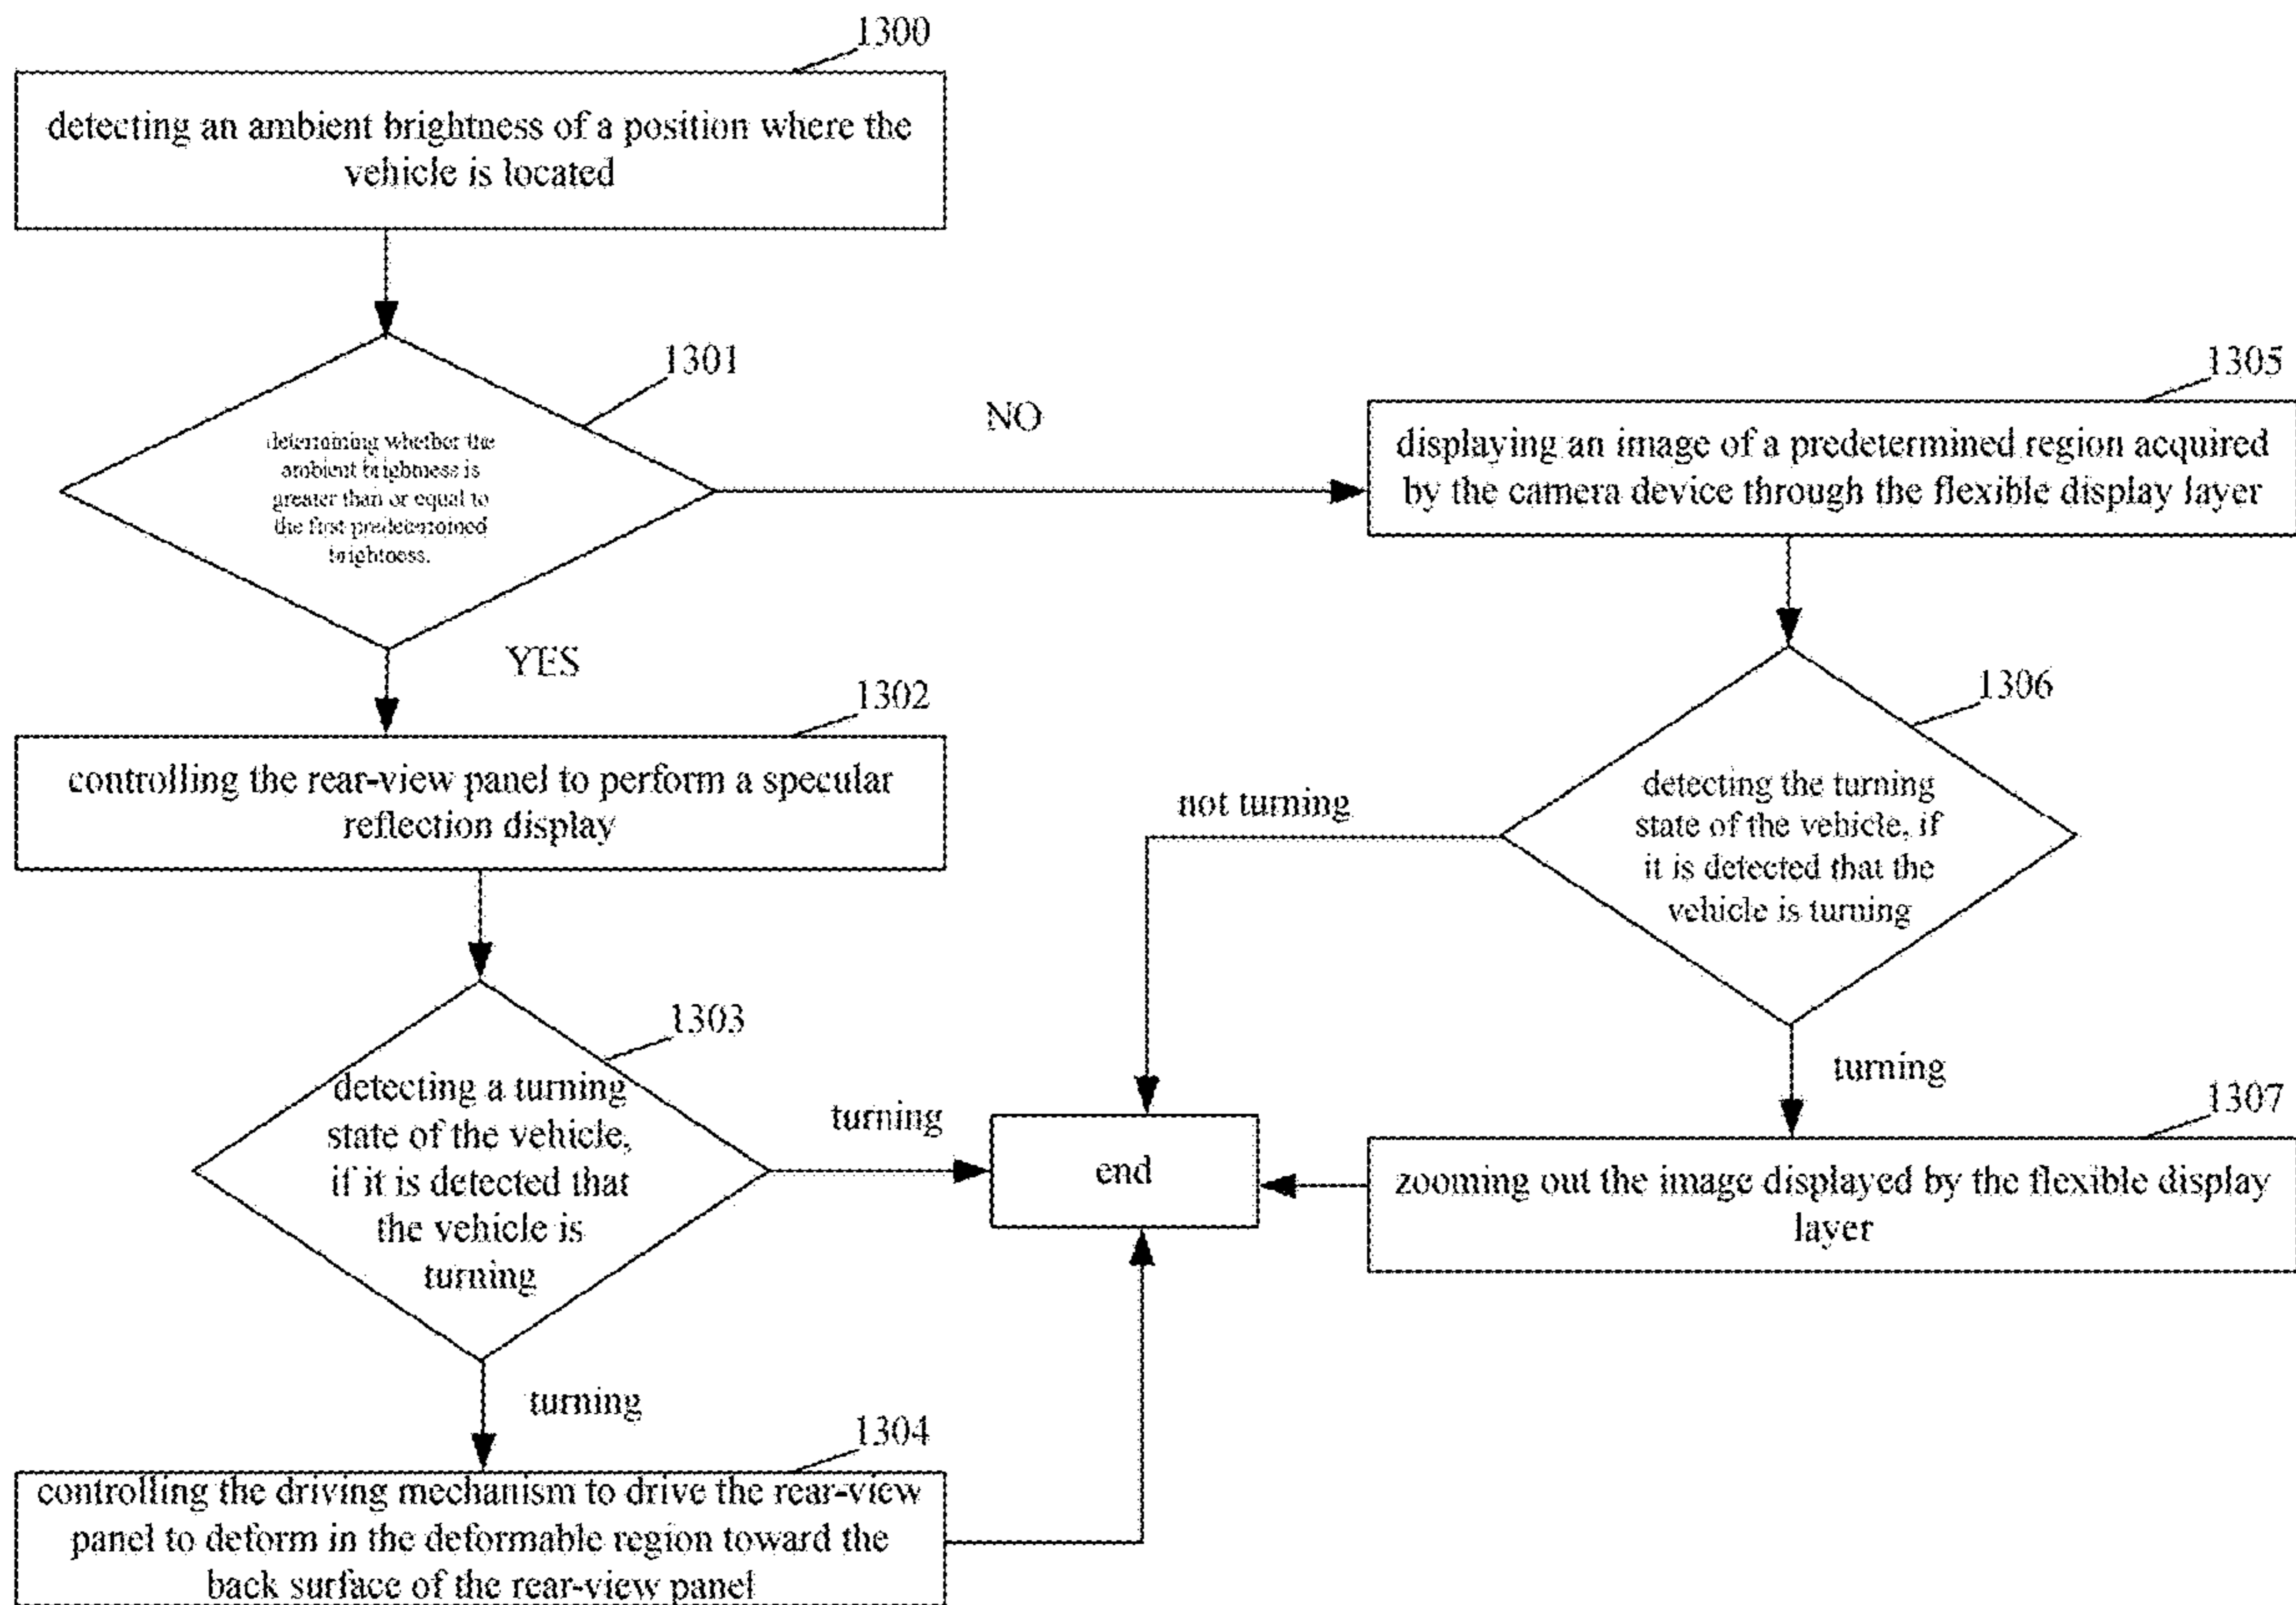 1300
detecting an ambient brightness of a position where the
vehicle is located
1301
determining whether the
ambient brightness is
greater than or equal to
the first predetermined
brightness.
NO
YES
1302
controlling the rear-view panel to perform a specular
reflection display
1303
detecting a turning
state of the vehicle,
if it is detected that
the vehicle is
turning
turning
turning
1304
controlling the driving mechanism to drive the rear-view
panel to deform in the deformable region toward the
back surface of the rear-view panel
1305
displaying an image of a predetermined region acquired
by the camera device through the flexible display layer
1306
detecting the turning
state of the vehicle, if
it is detected that the
vehicle is turning
not turning
turning
1307
zooming out the image displayed by the flexible display
layer
end